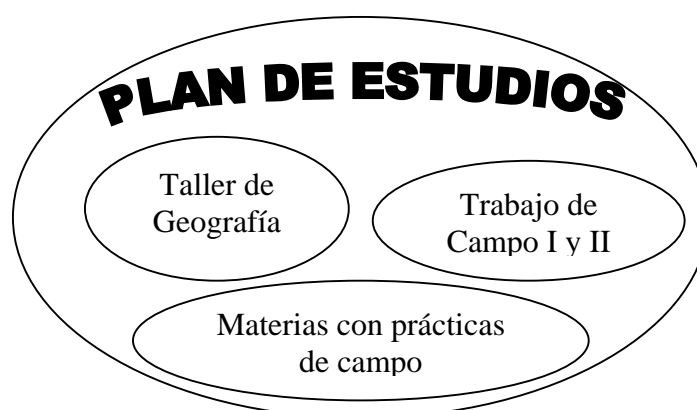 PLAN DE ESTUDIOS
Taller de
Geografía
Trabajo de
Campo I y II
Materias con prácticas
de campo